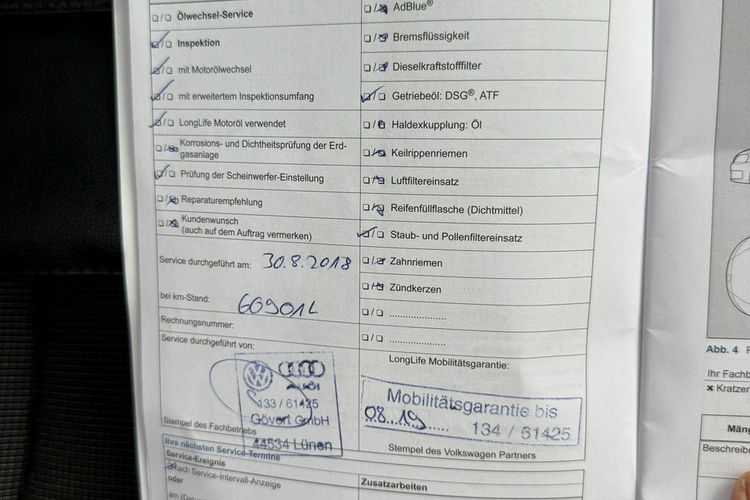 Ölwechsel-Service
Inspektion
mit Motorölwechsel
mit erweitertem Inspektionsumfang
LongLife Motoröl verwendet
Korrosions- und Dichtheitsprüfung der Erd-
gasanlage
Prüfung der Scheinwerfer-Einstellung
Reparaturempfehlung
Kundenwunsch
(auch auf dem Auftrag vermerken)
Service durchgeführt am: 30.8.2018
bei km-Stand:
Rechnungsnummer:
Service durchgeführt von:
Audi
133 / 61425
Gövert GmbH
44534 Lünen
Stempel des Fachbetriebs
Ihre nächsten Service-Termine
Service-Ereignis
nach Service-Intervall-Anzeige
oder
AdBlue®
Bremsflüssigkeit
Dieselkraftstofffilter
Getriebeöl: DSG®, ATF
Haldexkupplung: Öl
Keilrippenriemen
Luftfiltereinsatz
Reifenfüllflasche (Dichtmittel)
Staub- und Pollenfiltereinsatz
Zahnriemen
Zündkerzen
LongLife Mobilitätsgarantie:
Mobilitätsgarantie bis
08.19 134 / 61425
Stempel des Volkswagen Partners
Zusatzarbeiten
Abb. 4
Ihr Fachb
× Kratzer
Mäng
Beschreib